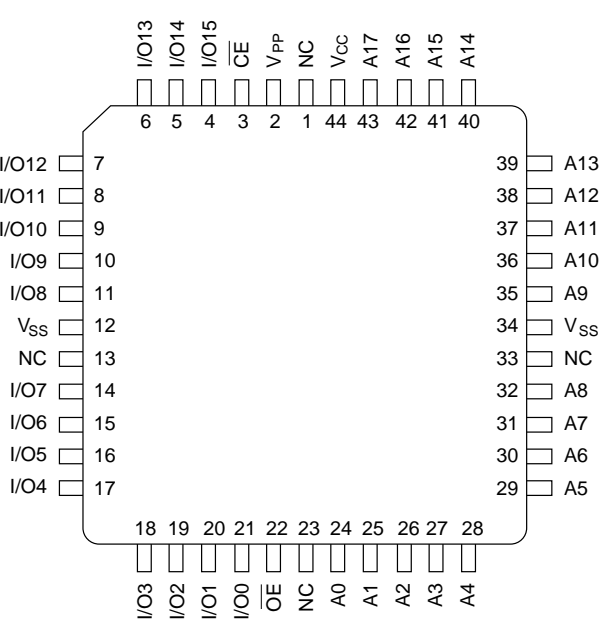 I/O13 I/O14 I/O15 CE VPP NC VCC A17 A16 A15 A14
6 5 4 3 2 1 44 43 42 41 40
I/O12 7 39 A13
I/O11 8 38 A12
I/O10 9 37 A11
I/O9 10 36 A10
I/O8 11 35 A9
VSS 12 34 VSS
NC 13 33 NC
I/O7 14 32 A8
I/O6 15 31 A7
I/O5 16 30 A6
I/O4 17 29 A5
18 19 20 21 22 23 24 25 26 27 28
I/O3 I/O2 I/O1 I/O0 OE NC A0 A1 A2 A3 A4